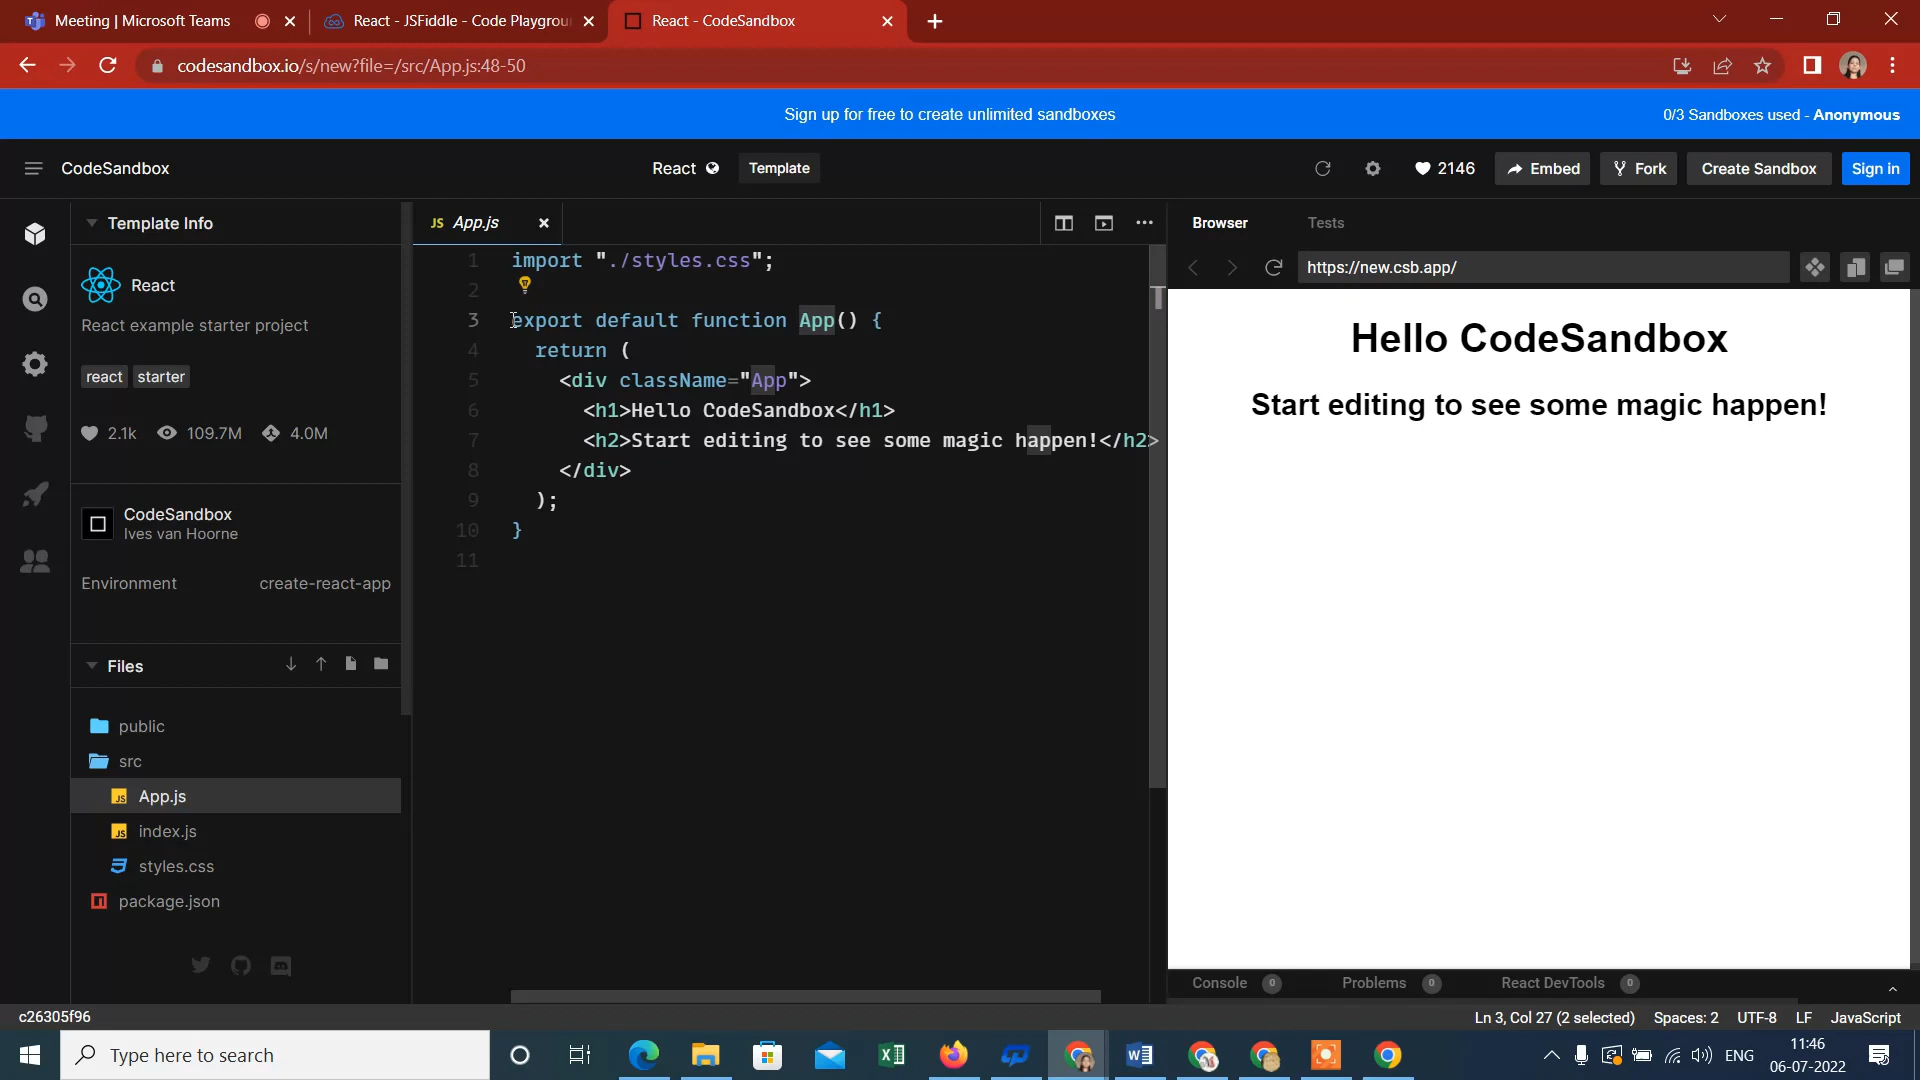 Meeting | Microsoft Teams
React - JSFiddle - Code Playgrou
React - CodeSandbox
codesandbox.io/s/new?file=/src/App.js:48-50
Sign up for free to create unlimited sandboxes
0/3 Sandboxes used - Anonymous
CodeSandbox
React
Template
2146
Embed
Fork
Create Sandbox
Sign in
Template Info
React
React example starter project
react
starter
2.1k
109.7M
4.0M
CodeSandbox
Ives van Hoorne
Environment
create-react-app
Files
public
src
JS App.js
JS index.js
styles.css
package.json
JS App.js
1 import "./styles.css";
2
3 export default function App() {
4 return (
5 <div className="App">
6 <h1>Hello CodeSandbox</h1>
7 <h2>Start editing to see some magic happen!</h2>
8 </div>
9 );
10 }
11
Browser
Tests
https://new.csb.app/
Hello CodeSandbox
Start editing to see some magic happen!
Console 0
Problems 0
React DevTools 0
c26305f96
Ln 3, Col 27 (2 selected)
Spaces: 2
UTF-8
LF
JavaScript
Type here to search
ENG
11:46
06-07-2022